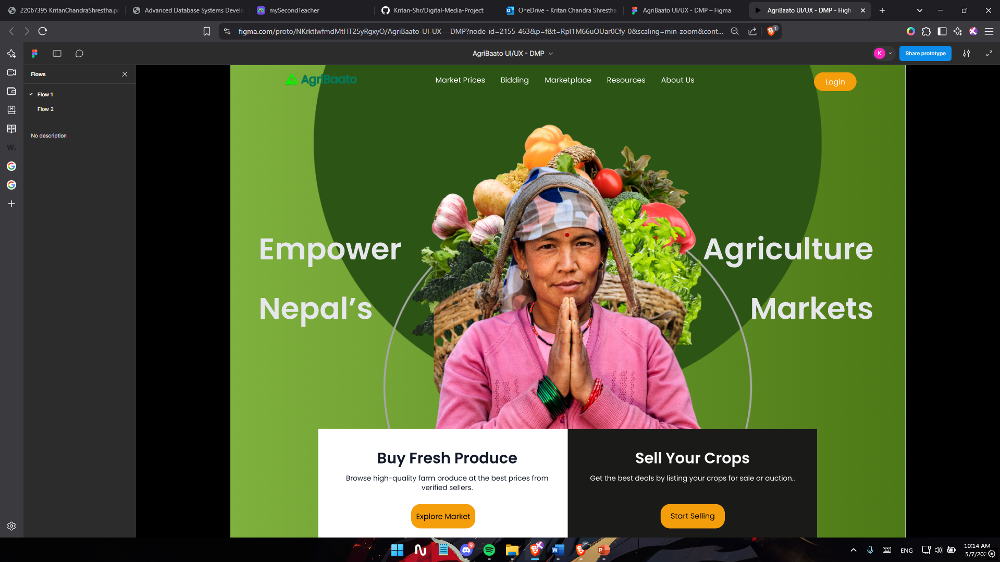 22067395 KritanChandraShrestha.p
Advanced Database Systems Develo
mySecondTeacher
Kritan-Shr/Digital-Media-Project
OneDrive - Kritan Chandra Shrestha
AgriBaato UI/UX - DMP – Figma
AgriBaato UI/UX - DMP - High
figma.com/proto/NKrktIwfmdMtHT25yRgxyO/AgriBaato-UI-UX---DMP?node-id=2155-463&p=f&t=RpI1M66uOUar0Cfy-0&scaling=min-zoom&cont...
1
AgriBaato UI/UX - DMP
K
Share prototype
Flows
Flow 1
Flow 2
No description
W.
AgriBaato
Market Prices
Bidding
Marketplace
Resources
About Us
Login
Empower
Agriculture
Nepal’s
Markets
Buy Fresh Produce
Browse high-quality farm produce at the best prices from
verified sellers.
Explore Market
Sell Your Crops
Get the best deals by listing your crops for sale or auction..
Start Selling
9
ENG
10:14 AM
5/7/202